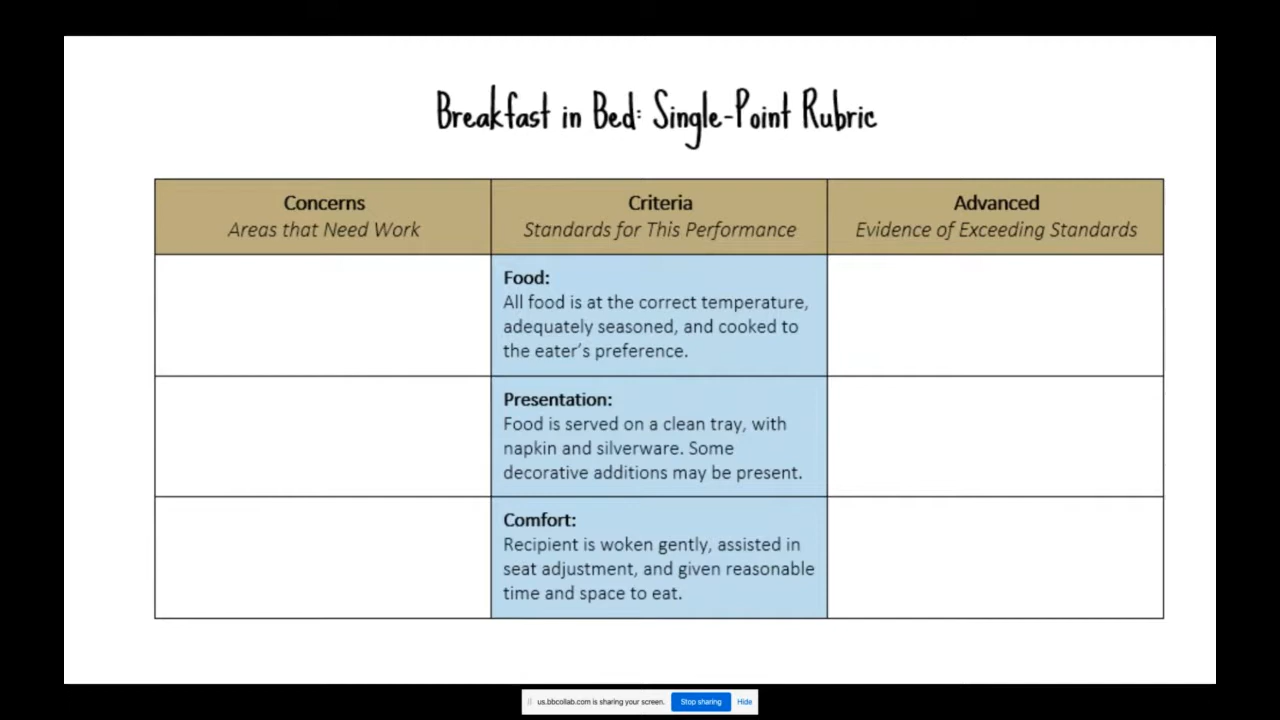 Breakfast in Bed: Single-Point Rubric
Concerns
Areas that Need Work
Criteria
Standards for This Performance
Advanced
Evidence of Exceeding Standards
Food:
All food is at the correct temperature,
adequately seasoned, and cooked to
the eater's preference.
Presentation:
Food is served on a clean tray, with
napkin and silverware. Some
decorative additions may be present.
Comfort:
Recipient is woken gently, assisted in
seat adjustment, and given reasonable
time and space to eat.
us.bbcollab.com is sharing your screen. Stop sharing Hide